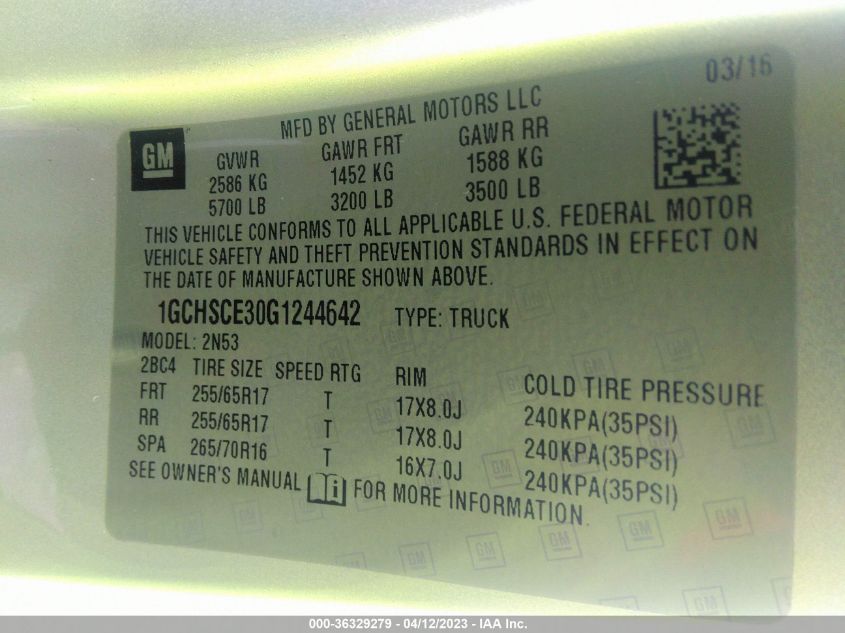 03/16
GM
MFD BY GENERAL MOTORS LLC
GVWR GAWR FRT GAWR RR
2586 KG 1452 KG 1588 KG
5700 LB 3200 LB 3500 LB
THIS VEHICLE CONFORMS TO ALL APPLICABLE U.S. FEDERAL MOTOR
VEHICLE SAFETY AND THEFT PREVENTION STANDARDS IN EFFECT ON
THE DATE OF MANUFACTURE SHOWN ABOVE.
1GCHSCE30G1244642 TYPE: TRUCK
MODEL: 2N53
2BC4 TIRE SIZE SPEED RTG RIM COLD TIRE PRESSURE
FRT 255/65R17 T 17X8.0J 240KPA(35PSI)
RR 255/65R17 T 17X8.0J 240KPA(35PSI)
SPA 265/70R16 T 16X7.0J 240KPA(35PSI)
SEE OWNER'S MANUAL FOR MORE INFORMATION.
000-36329279 - 04/12/2023 - IAA Inc.